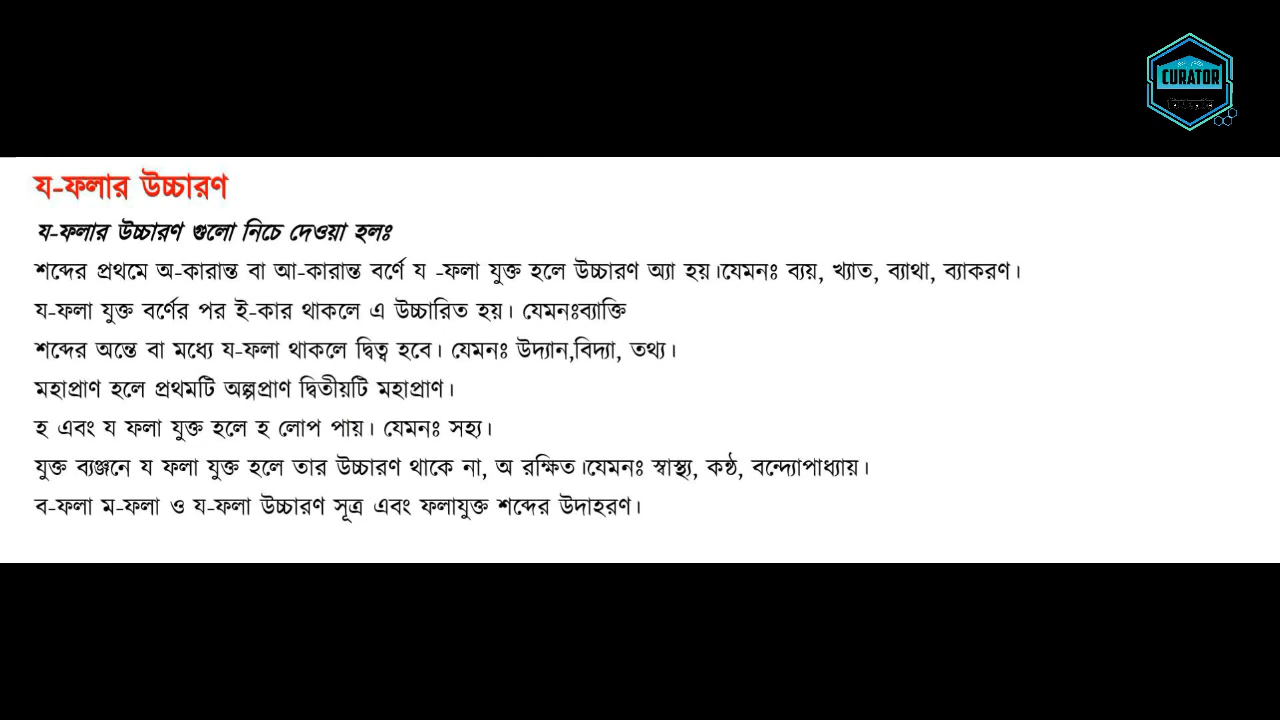 CURATOR
য-ফলার উচ্চারণ
য-ফলার উচ্চারণ গুলো নিচে দেওয়া হলঃ
শব্দের প্রথমে অ-কারান্ত বা আ-কারান্ত বর্ণে য -ফলা যুক্ত হলে উচ্চারণ অ্যা হয়।যেমনঃ ব্যয়, খ্যাত, ব্যাথা, ব্যাকরণ।
য-ফলা যুক্ত বর্ণের পর ই-কার থাকলে এ উচ্চারিত হয়। যেমনঃব্যাক্তি
শব্দের অন্তে বা মধ্যে য-ফলা থাকলে দ্বিত্ব হবে। যেমনঃ উদ্যান,বিদ্যা, তথ্য।
মহাপ্রাণ হলে প্রথমটি অল্পপ্রাণ দ্বিতীয়টি মহাপ্রাণ।
হ এবং য ফলা যুক্ত হলে হ লোপ পায়। যেমনঃ সহ্য।
যুক্ত ব্যঞ্জনে য ফলা যুক্ত হলে তার উচ্চারণ থাকে না, অ রক্ষিত।যেমনঃ স্বাস্থ্য, কন্ঠ, বন্দ্যোপাধ্যায়।
ব-ফলা ম-ফলা ও য-ফলা উচ্চারণ সূত্র এবং ফলাযুক্ত শব্দের উদাহরণ।